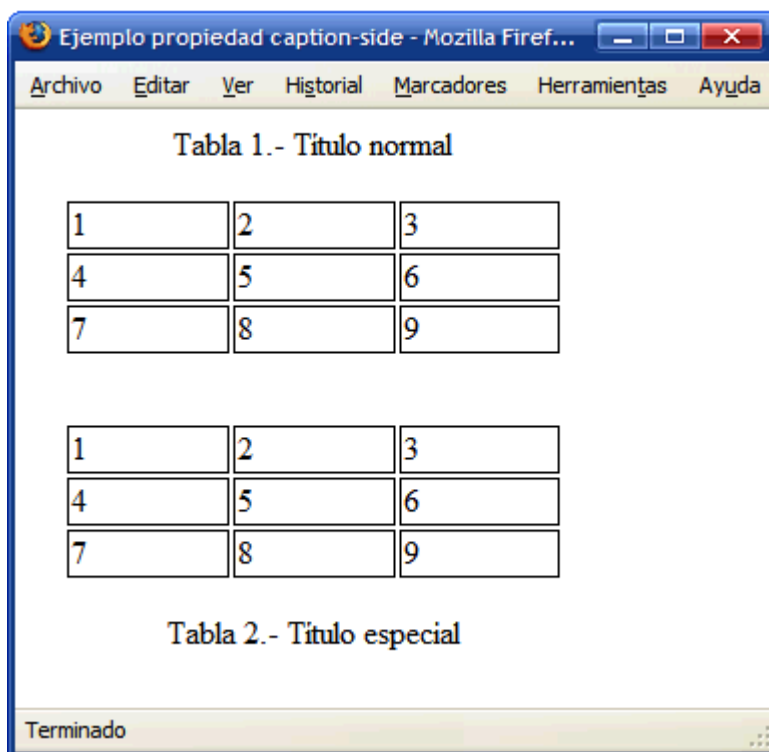 Ejemplo propiedad caption-side - Mozilla Firef...
Archivo Editar Ver Historial Marcadores Herramientas Ayuda
Tabla 1.- Título normal
1 2 3
4 5 6
7 8 9
1 2 3
4 5 6
7 8 9
Tabla 2.- Título especial
Terminado